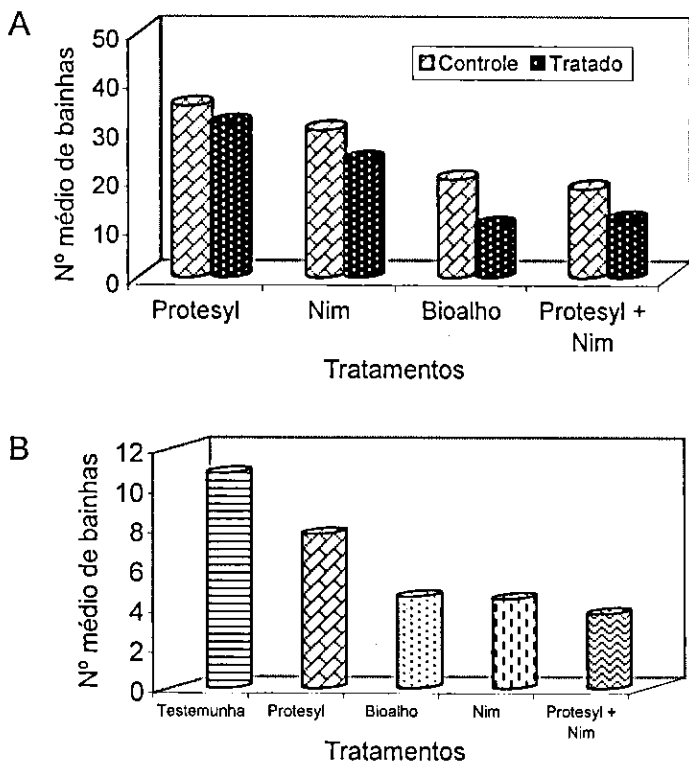 A
50
40
30
20
10
0
Nº médio de bainhas
Controle Tratado
Protesyl Nim Bioalho Protesyl +
Nim
Tratamentos
B
12
10
8
6
4
2
0
Nº médio de bainhas
Testemunha Protesyl Bioalho Nim Protesyl +
Nim
Tratamentos